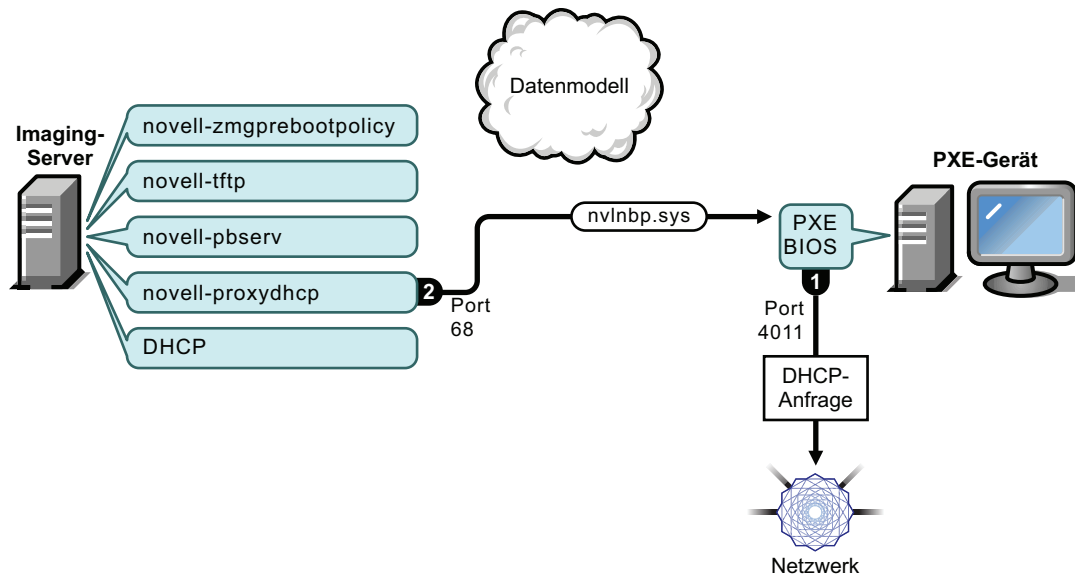 Datenmodell
Imaging-
Server
novell-zmgprebootpolicy
novell-tftp
novell-pbserv
novell-proxydhcp
DHCP
2
Port
68
nvlnbp.sys
PXE-Gerät
PXE
BIOS
1
Port
4011
DHCP-
Anfrage
Netzwerk